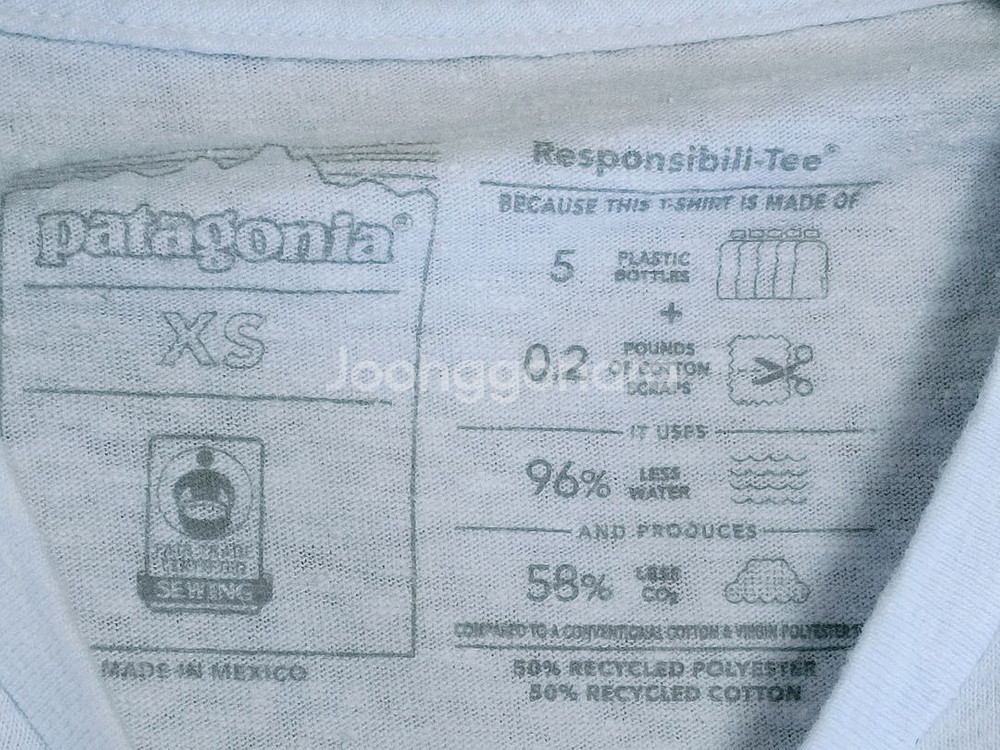 patagonia®
XS
FAIR TRADE
CERTIFIED
SEWING
MADE IN MEXICO
Responsibili-Tee®
BECAUSE THIS T-SHIRT IS MADE OF
5 PLASTIC
BOTTLES
+
0.2 POUNDS
OF COTTON
SCRAPS
IT USES
96% LESS
WATER
AND PRODUCES
58% LESS
CO₂
COMPARED TO A CONVENTIONAL COTTON & VIRGIN POLYESTER
50% RECYCLED POLYESTER
50% RECYCLED COTTON